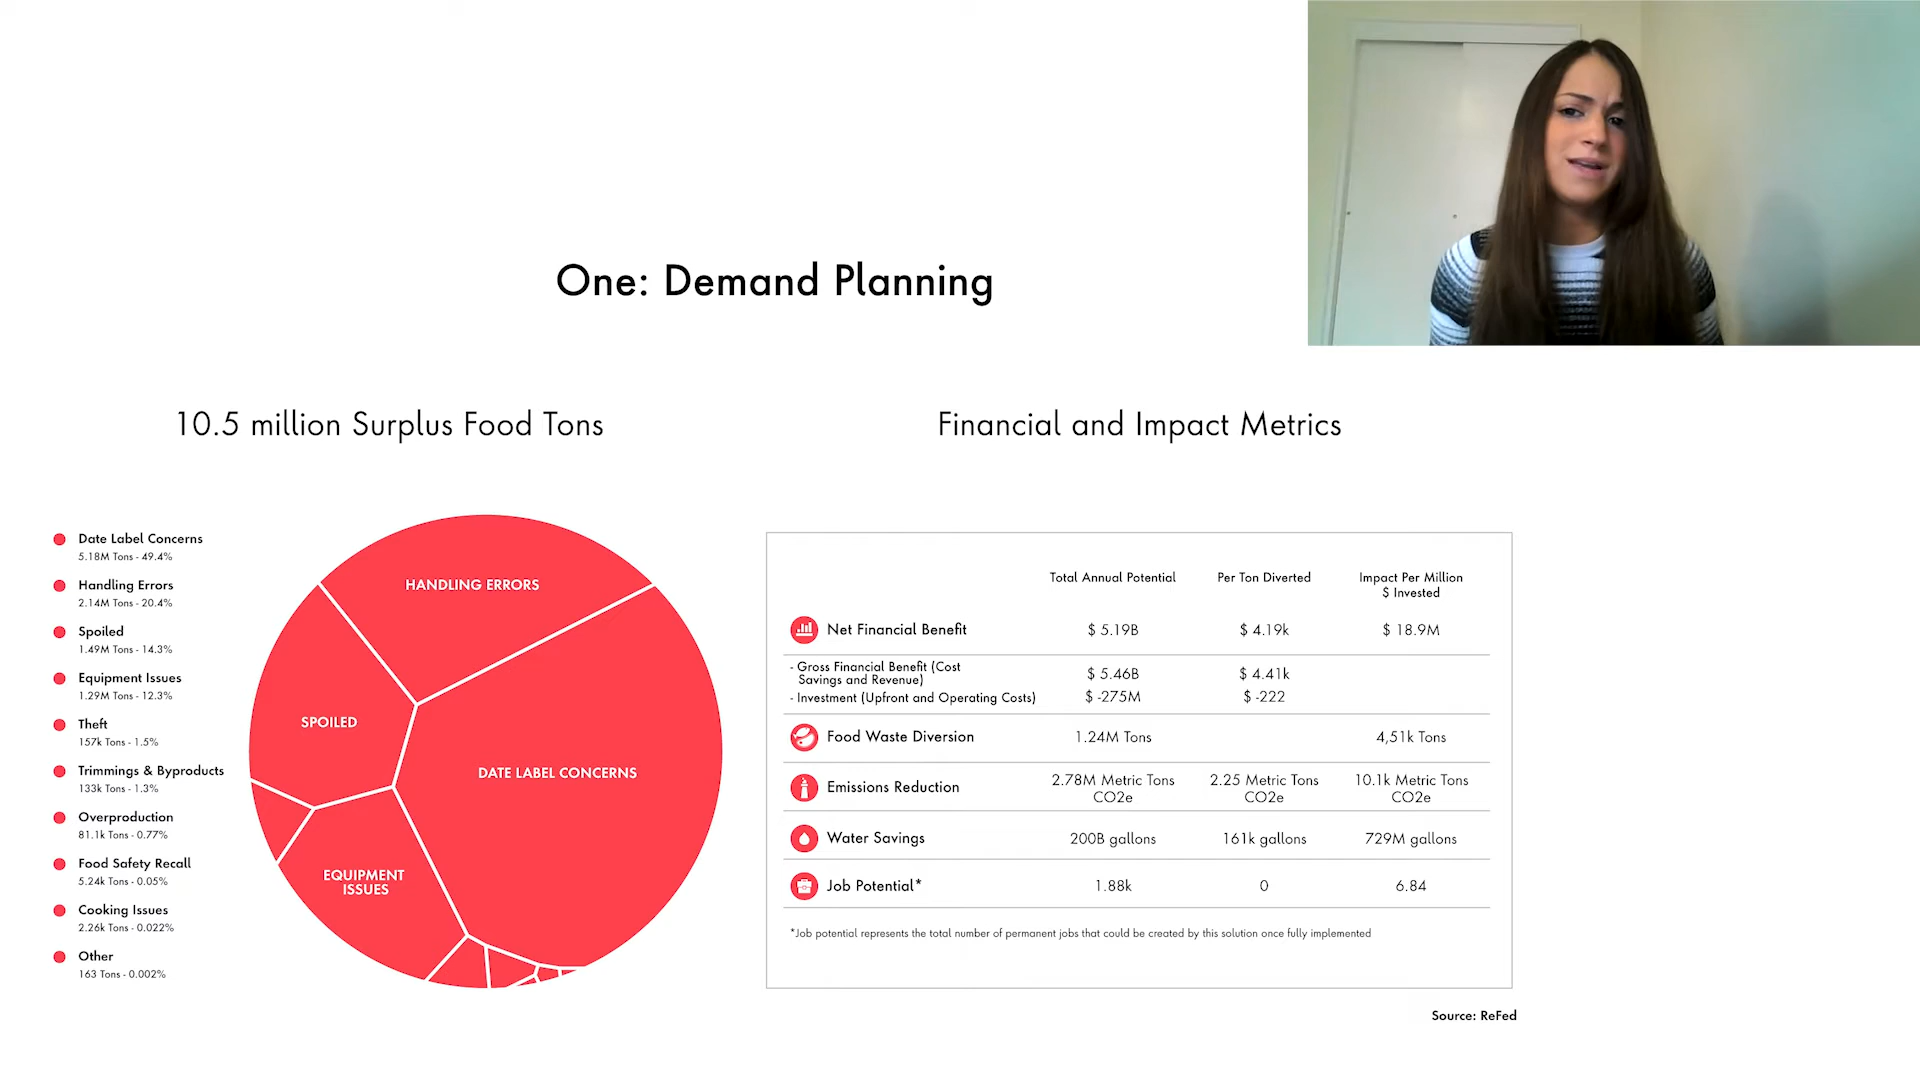 One: Demand Planning
10.5 million Surplus Food Tons
Date Label Concerns
5.18M Tons - 49.4%
Handling Errors
2.14M Tons - 20.4%
Spoiled
1.49M Tons - 14.3%
Equipment Issues
1.29M Tons - 12.3%
Theft
157k Tons - 1.5%
Trimmings & Byproducts
133k Tons - 1.3%
Overproduction
81.1k Tons - 0.77%
Food Safety Recall
5.24k Tons - 0.05%
Cooking Issues
2.26k Tons - 0.022%
Other
163 Tons - 0.002%
HANDLING ERRORS
SPOILED
DATE LABEL CONCERNS
EQUIPMENT
ISSUES
Financial and Impact Metrics
Total Annual Potential Per Ton Diverted Impact Per Million
$ Invested
Net Financial Benefit $ 5.19B $ 4.19k $ 18.9M
- Gross Financial Benefit (Cost
Savings and Revenue) $ 5.46B $ 4.41k
- Investment (Upfront and Operating Costs) $ -275M $ -222
Food Waste Diversion 1.24M Tons 4,51k Tons
Emissions Reduction 2.78M Metric Tons 2.25 Metric Tons 10.1k Metric Tons
CO2e CO2e CO2e
Water Savings 200B gallons 161k gallons 729M gallons
Job Potential* 1.88k 0 6.84
*Job potential represents the total number of permanent jobs that could be created by this solution once fully implemented
Source: ReFed